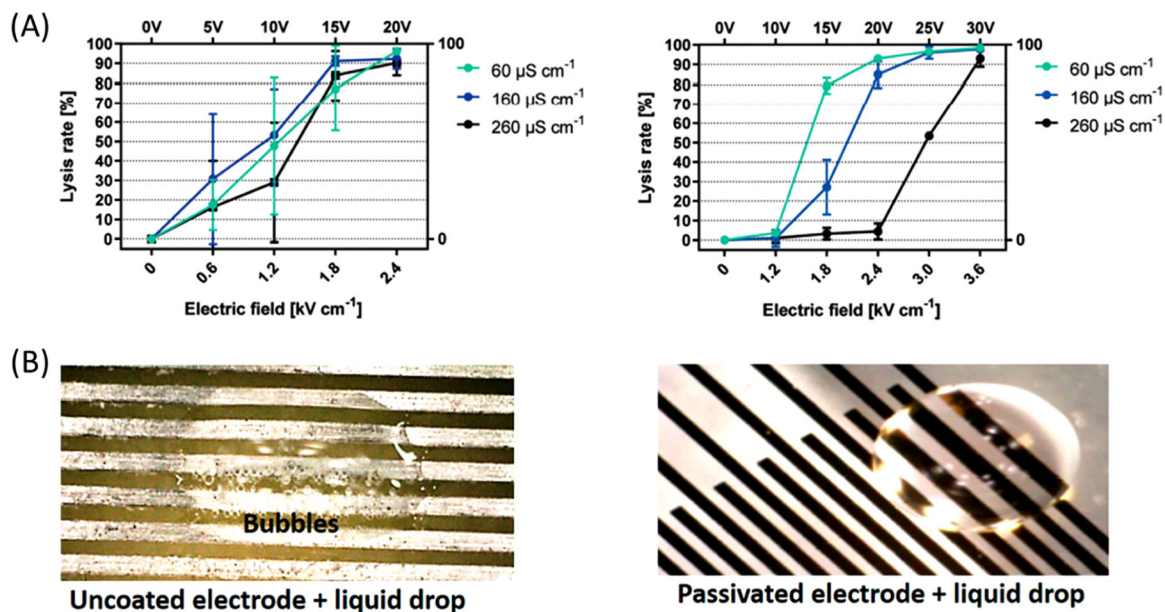 (A)
0V 5V 10V 15V 20V
100
90
80
70
60
50
40
30
20
10
0
Lysis rate [%]
100
0
60 µS cm⁻¹
160 µS cm⁻¹
260 µS cm⁻¹
0 0.6 1.2 1.8 2.4
Electric field [kV cm⁻¹]
0V 10V 15V 20V 25V 30V
100
90
80
70
60
50
40
30
20
10
0
Lysis rate [%]
100
0
60 µS cm⁻¹
160 µS cm⁻¹
260 µS cm⁻¹
0 1.2 1.8 2.4 3.0 3.6
Electric field [kV cm⁻¹]
(B)
Bubbles
Uncoated electrode + liquid drop
Passivated electrode + liquid drop